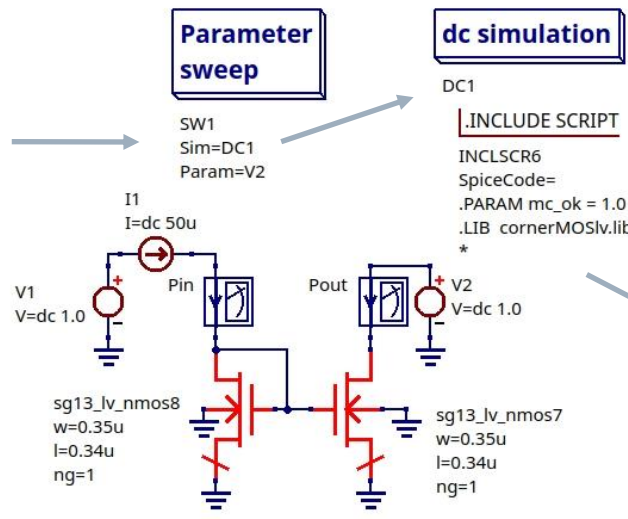 Parameter
sweep
dc simulation
SW1
Sim=DC1
Param=V2
DC1
.INCLUDE SCRIPT
INCLSCR6
SpiceCode=
.PARAM mc_ok = 1.0
.LIB cornerMOSlv.lib
*
I1
I=dc 50u
Pin
Pout
V1
V=dc 1.0
+
-
V2
V=dc 1.0
+
-
sg13_lv_nmos8
w=0.35u
l=0.34u
ng=1
sg13_lv_nmos7
w=0.35u
l=0.34u
ng=1